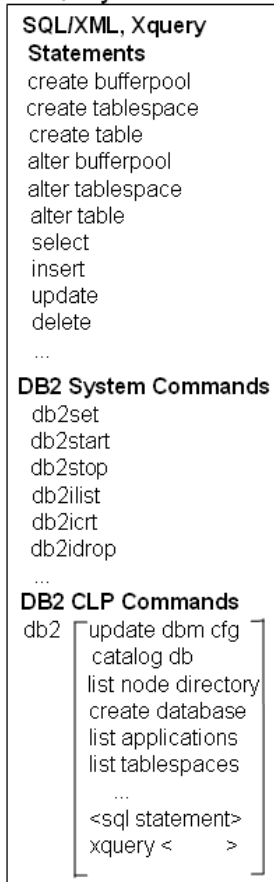 SQL/XML, Xquery
Statements
create bufferpool
create tablespace
create table
alter bufferpool
alter tablespace
alter table
select
insert
update
delete
...
DB2 System Commands
db2set
db2start
db2stop
db2ilist
db2icrt
db2idrop
...
DB2 CLP Commands
db2 update dbm cfg
catalog db
list node directory
create database
list applications
list tablespaces
...
<sql statement>
xquery < >